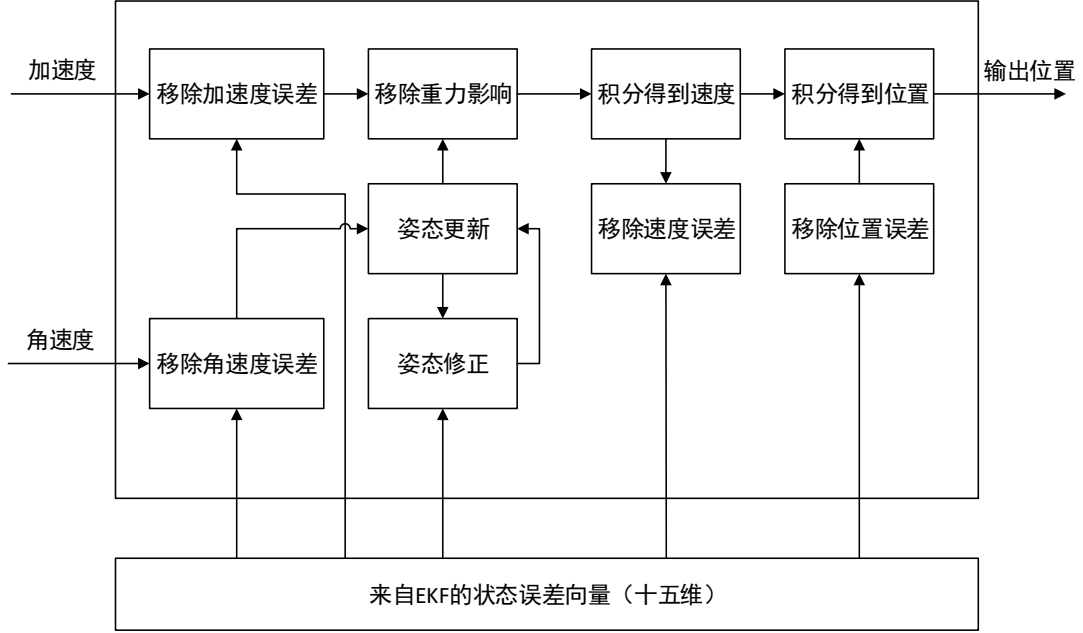 加速度
移除加速度误差
移除重力影响
积分得到速度
积分得到位置
输出位置
姿态更新
移除速度误差
移除位置误差
角速度
移除角速度误差
姿态修正
来自EKF的状态误差向量（十五维）